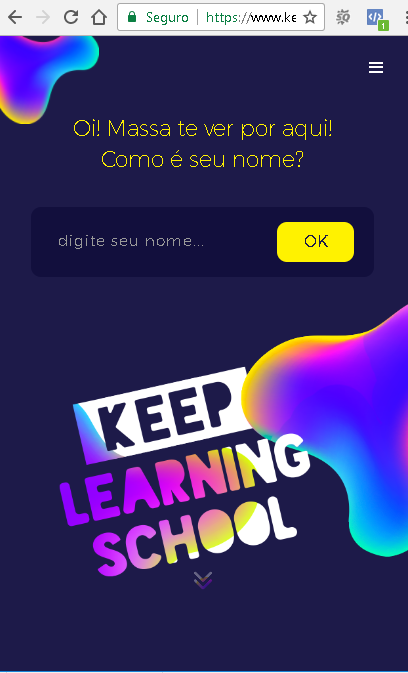 Seguro | https://www.ke
1
Oi! Massa te ver por aqui!
Como é seu nome?
digite seu nome...
OK
KEEP
LEARNING
SCHOOL